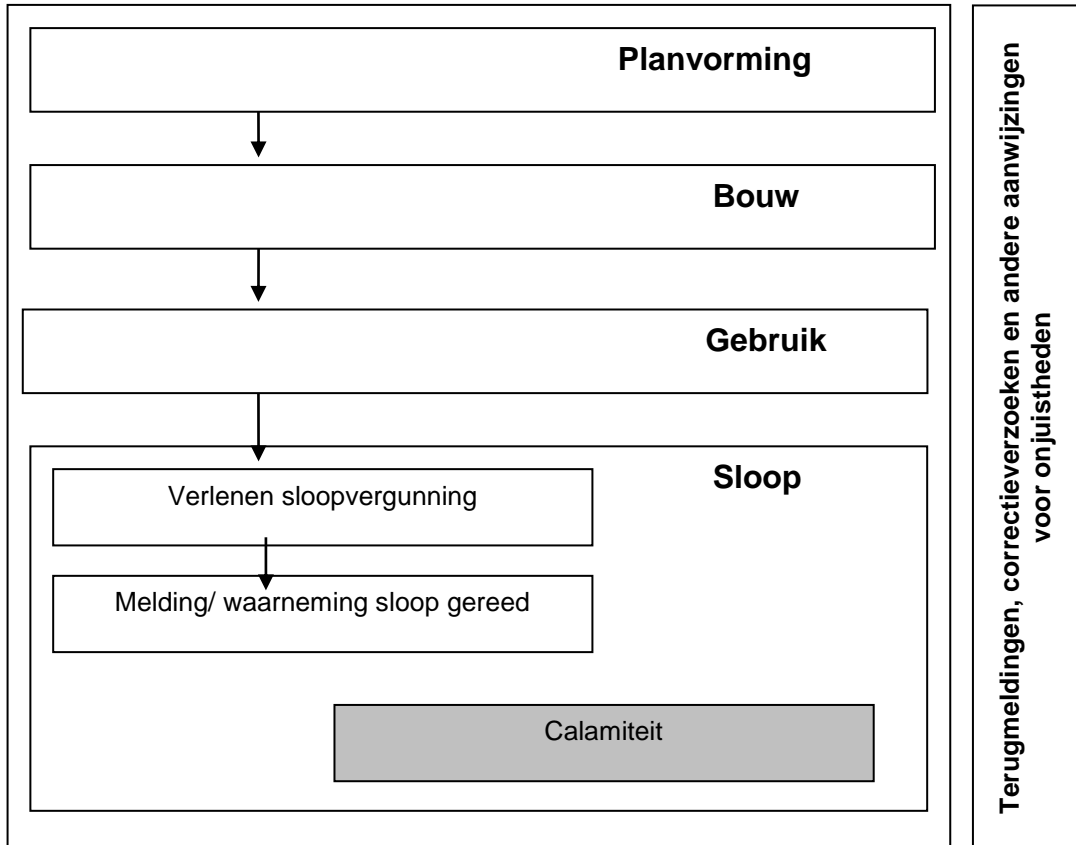 Planvorming
Bouw
Gebruik
Sloop
Verlenen sloopvergunning
Melding/ waarneming sloop gereed
Calamiteit
Terugmeldingen, correctieverzoeken en andere aanwijzingen
voor onjuistheden